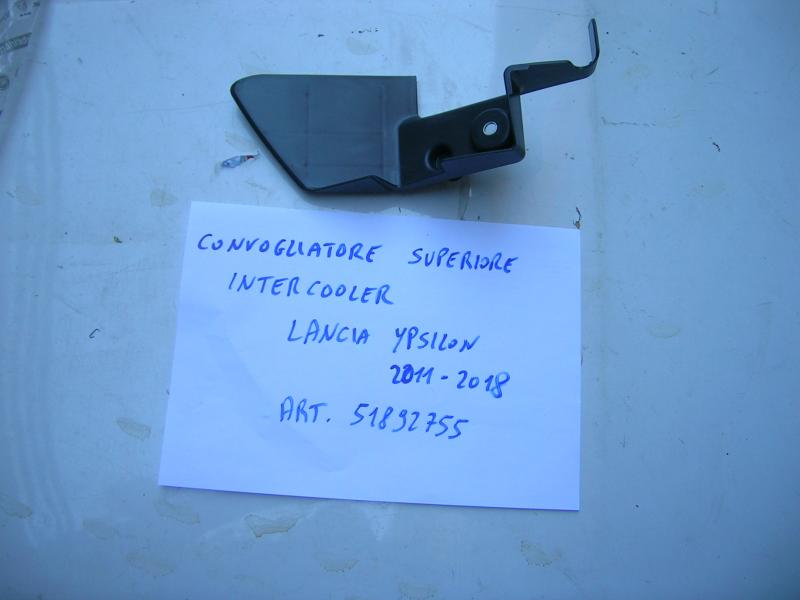 CONVOGLIATORE SUPERIORE
INTERCOOLER
LANCIA YPSILON
2011-2018
ART. 51892755